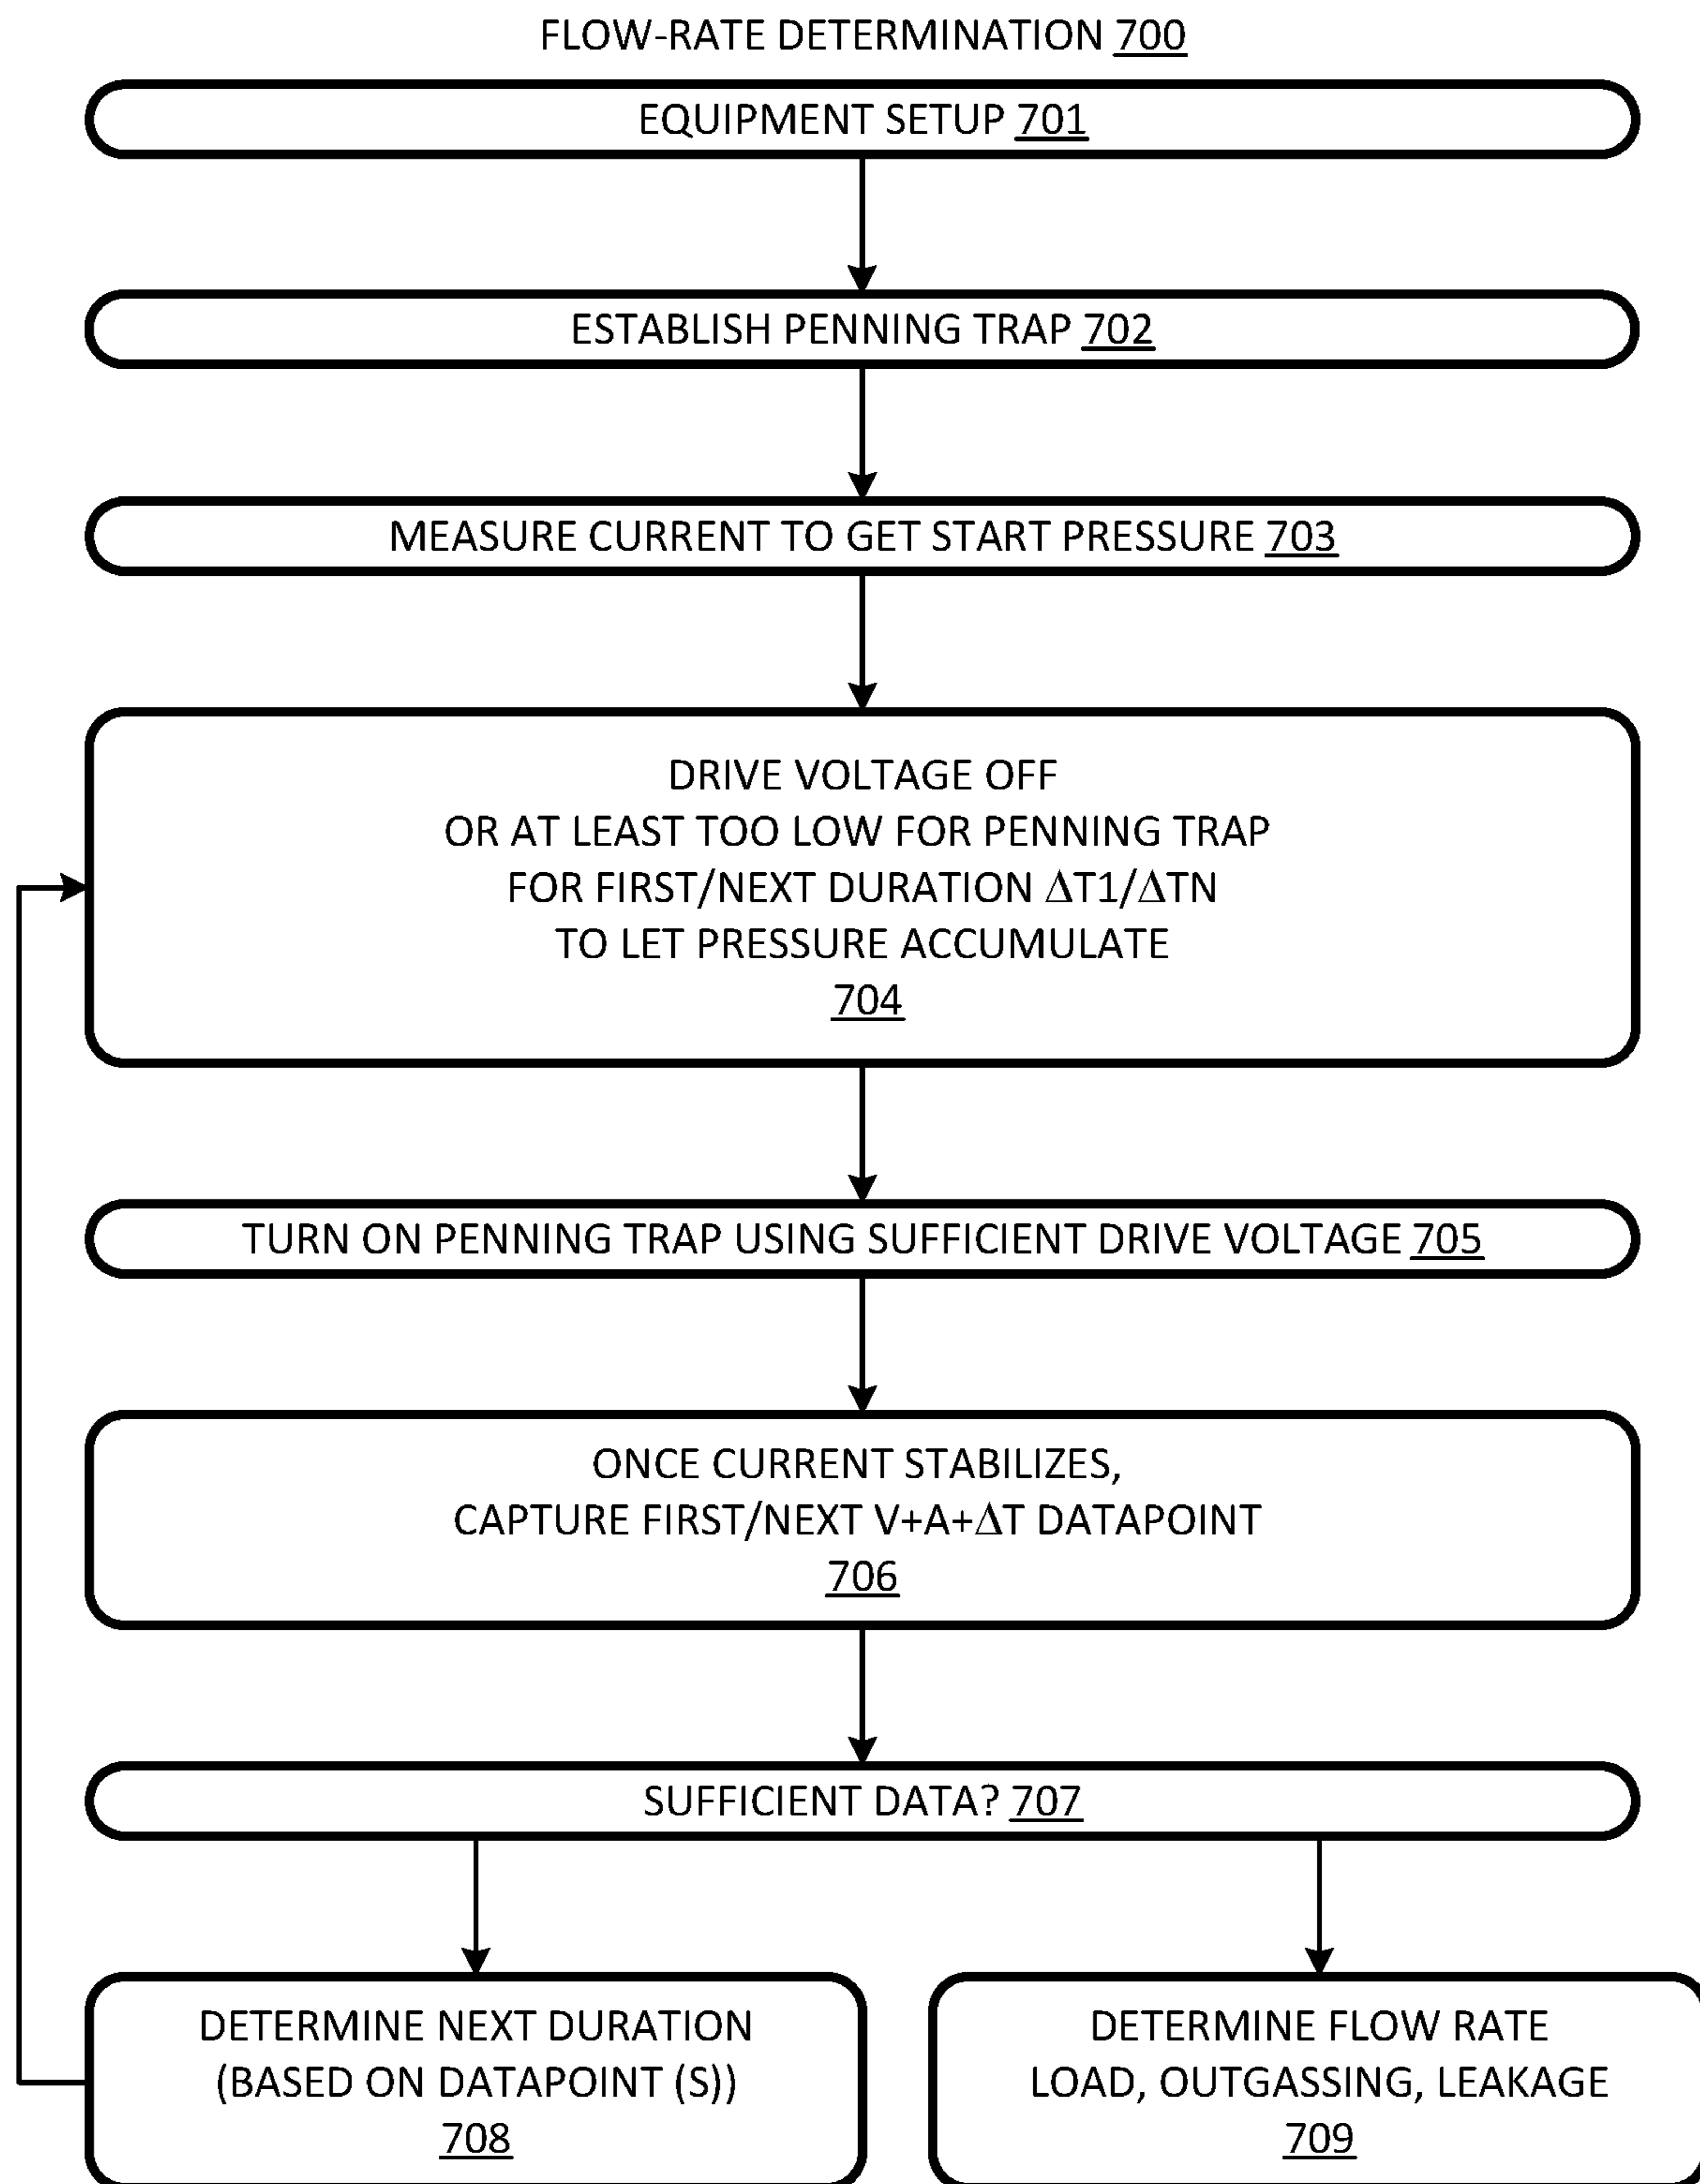 FLOW-RATE DETERMINATION 700
EQUIPMENT SETUP 701
ESTABLISH PENNING TRAP 702
MEASURE CURRENT TO GET START PRESSURE 703
DRIVE VOLTAGE OFF
OR AT LEAST TOO LOW FOR PENNING TRAP
FOR FIRST/NEXT DURATION ΔT1/ΔTN
TO LET PRESSURE ACCUMULATE
704
TURN ON PENNING TRAP USING SUFFICIENT DRIVE VOLTAGE 705
ONCE CURRENT STABILIZES,
CAPTURE FIRST/NEXT V+A+ΔT DATAPOINT
706
SUFFICIENT DATA? 707
DETERMINE NEXT DURATION
(BASED ON DATAPOINT (S))
708
DETERMINE FLOW RATE
LOAD, OUTGASSING, LEAKAGE
709